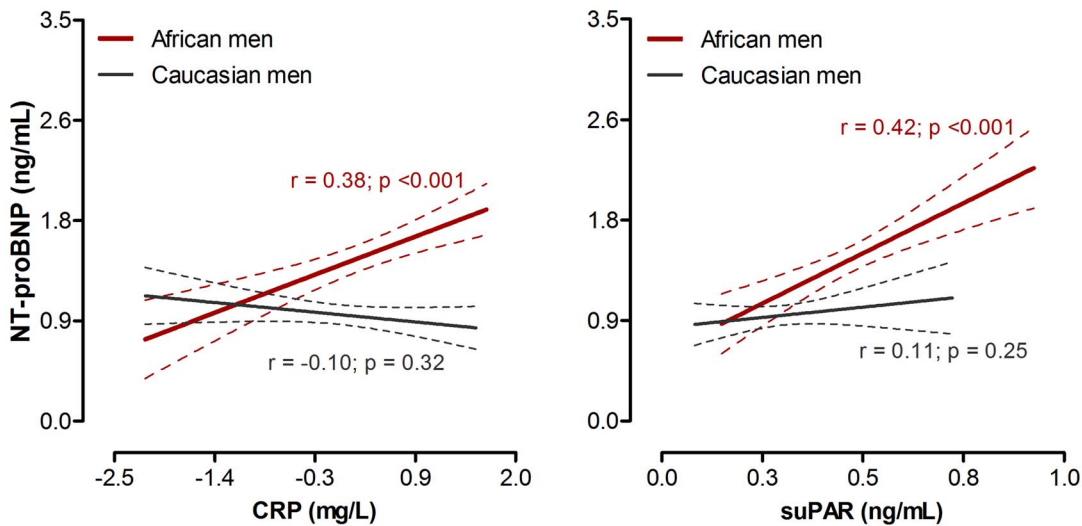 3.5
African men
Caucasian men
2.6
r = 0.38; p <0.001
1.8
0.9
r = -0.10; p = 0.32
0.0
NT-proBNP (ng/mL)
-2.5 -1.4 -0.3 0.9 2.0
CRP (mg/L)
3.5
African men
Caucasian men
2.6
r = 0.42; p <0.001
1.8
0.9
r = 0.11; p = 0.25
0.0
0.0 0.3 0.5 0.8 1.0
suPAR (ng/mL)